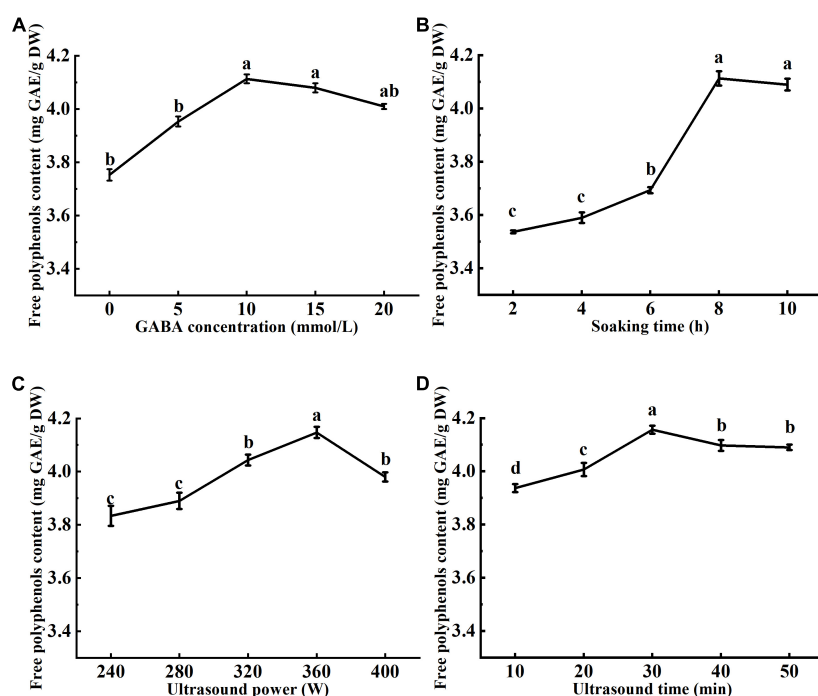 A
Free polyphenols content (mg GAE/g DW)
4.2
4.0
3.8
3.6
3.4
b
b
a
a
ab
0 5 10 15 20
GABA concentration (mmol/L)
B
Free polyphenols content (mg GAE/g DW)
4.2
4.0
3.8
3.6
3.4
c
c
b
a
a
2 4 6 8 10
Soaking time (h)
C
Free polyphenols content (mg GAE/g DW)
4.2
4.0
3.8
3.6
3.4
c
c
b
a
b
240 280 320 360 400
Ultrasound power (W)
D
Free polyphenols content (mg GAE/g DW)
4.2
4.0
3.8
3.6
3.4
d
c
a
b
b
10 20 30 40 50
Ultrasound time (min)